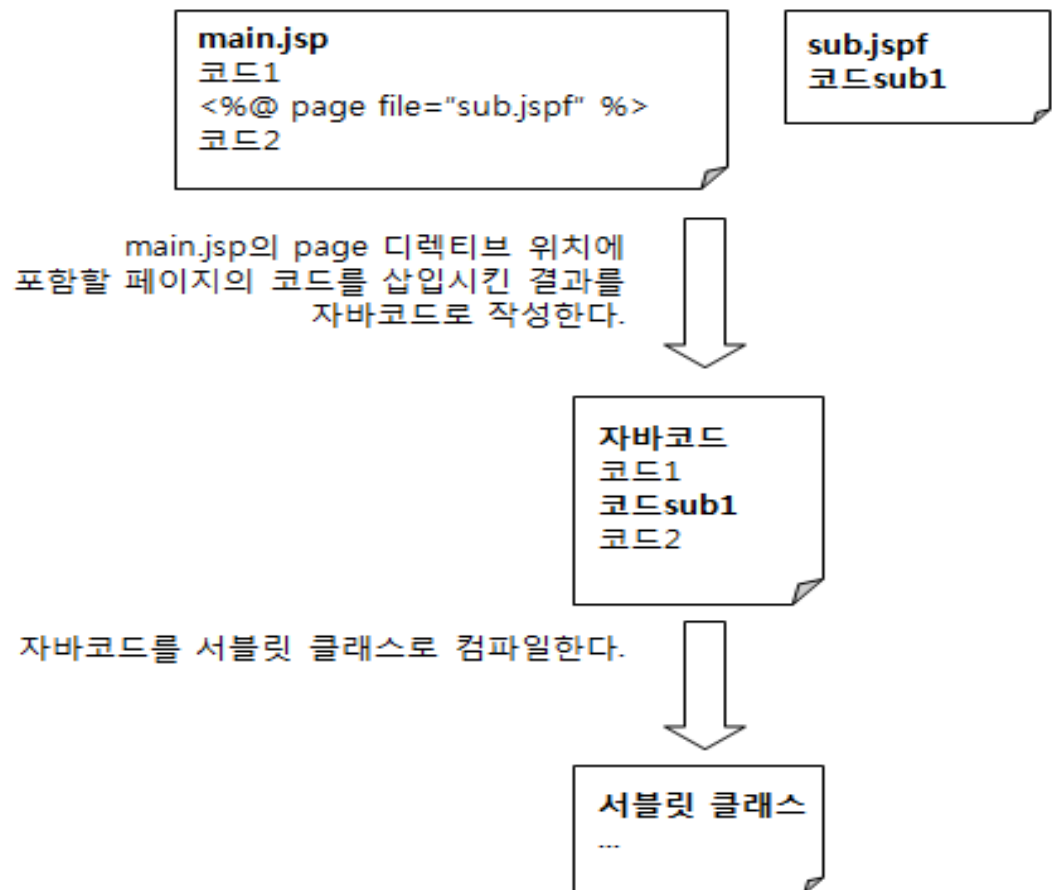 main.jsp
코드1
<%@ page file="sub.jspf" %>
코드2
sub.jspf
코드sub1
main.jsp의 page 디렉티브 위치에
포함할 페이지의 코드를 삽입시킨 결과를
자바코드로 작성한다.
자바코드
코드1
코드sub1
코드2
자바코드를 서블릿 클래스로 컴파일한다.
서블릿 클래스
...